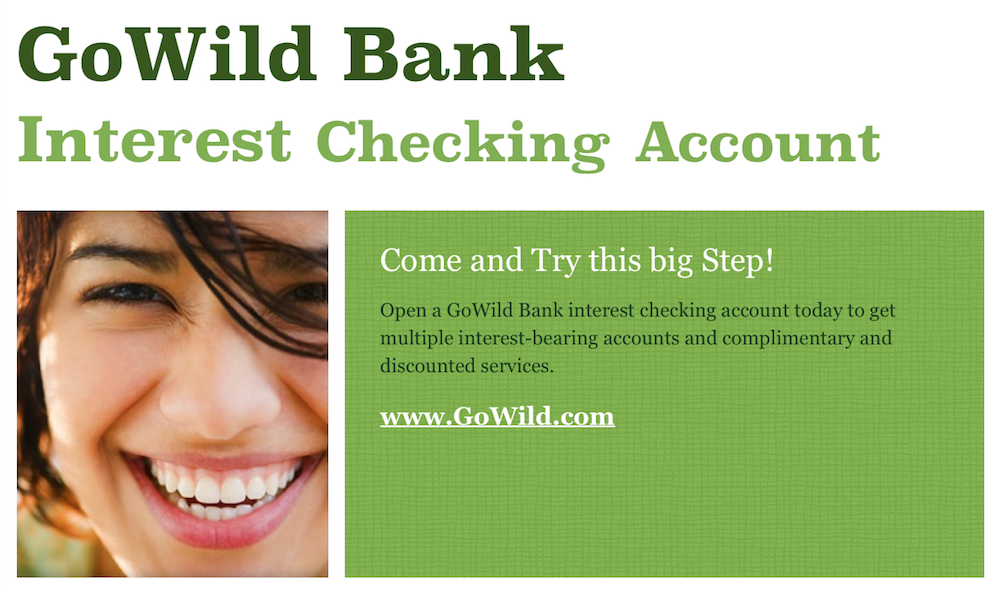 GoWild Bank
Interest Checking Account
Come and Try this big Step!
Open a GoWild Bank interest checking account today to get
multiple interest-bearing accounts and complimentary and
discounted services.
www.GoWild.com